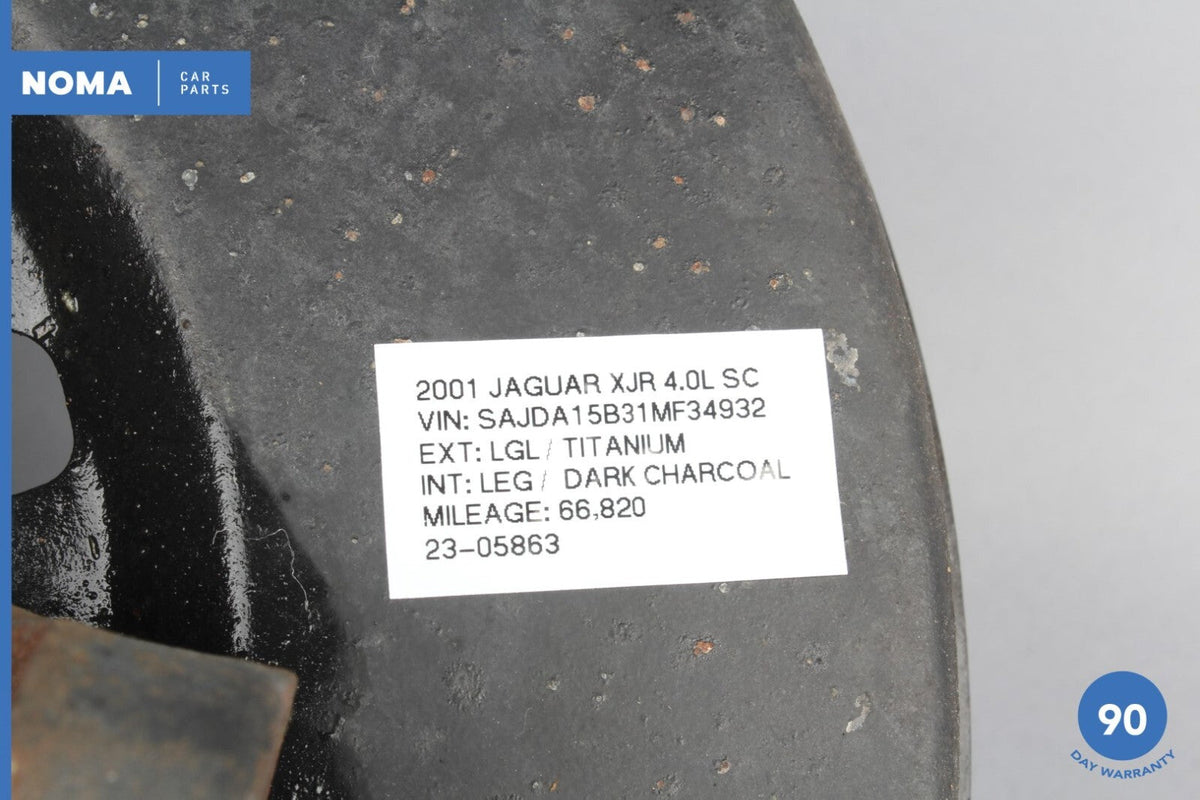 NOMA
CAR
PARTS
2001 JAGUAR XJR 4.0L SC
VIN: SAJDA15B31MF34932
EXT: LGL / TITANIUM
INT: LEG / DARK CHARCOAL
MILEAGE: 66,820
23-05863
90
DAY WARRANTY